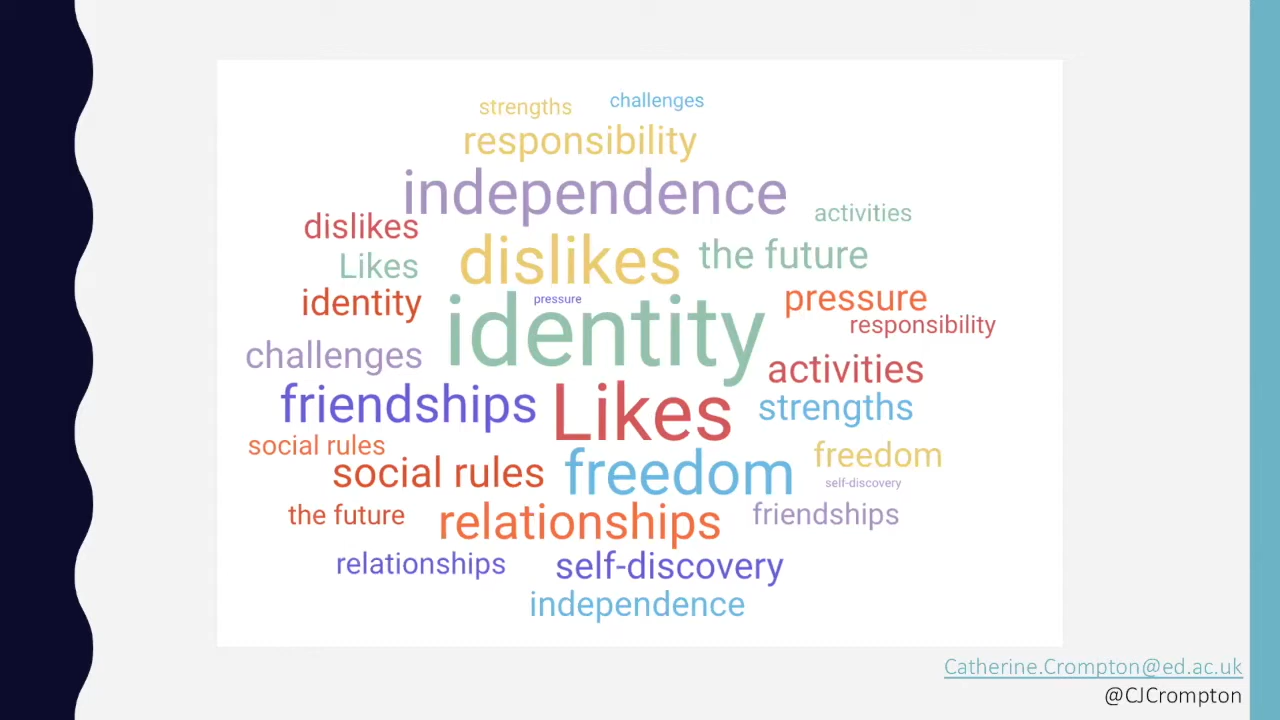 strengths challenges
responsibility
independence
dislikes activities
dislikes the future
Likes
identity pressure pressure
identity responsibility
challenges activities
friendships Likes strengths
social rules freedom
social rules freedom self-discovery
the future relationships friendships
relationships self-discovery
independence
Catherine.Crompton@ed.ac.uk
@CJCrompton